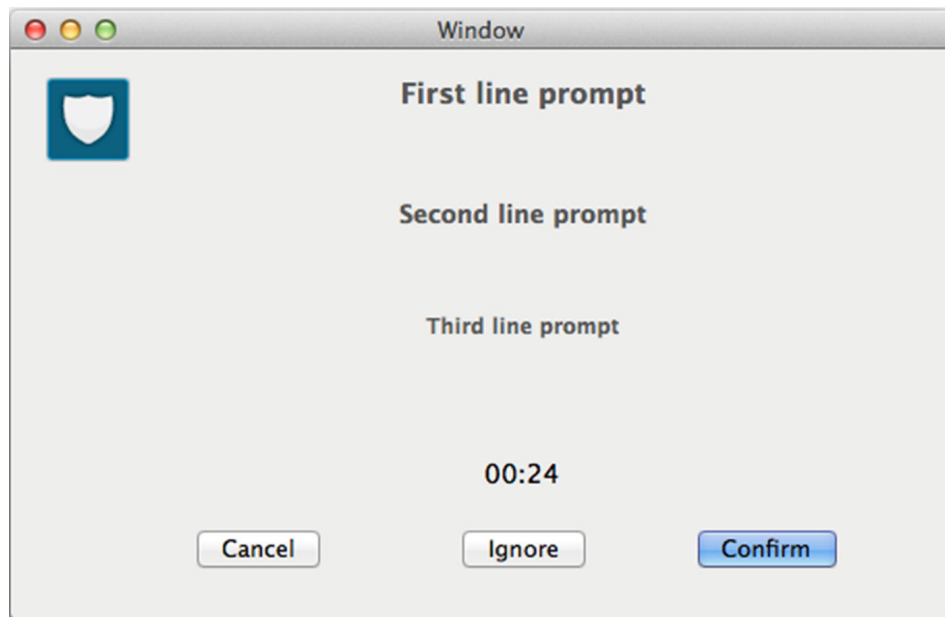 Window
First line prompt
Second line prompt
Third line prompt
00:24
Cancel Ignore Confirm